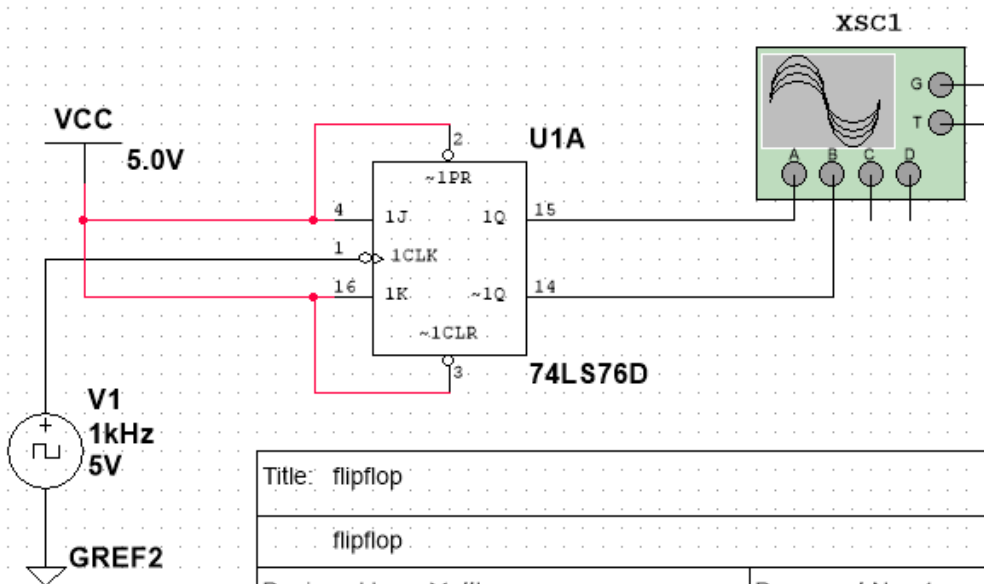 XSC1
G
T
A B C D
VCC
5.0V
U1A
2
~1PR
4 1J 1Q 15
1 1CLK
16 1K ~1Q 14
~1CLR
3
74LS76D
V1
1kHz
5V
+
GREF2
Title: flipflop
flipflop